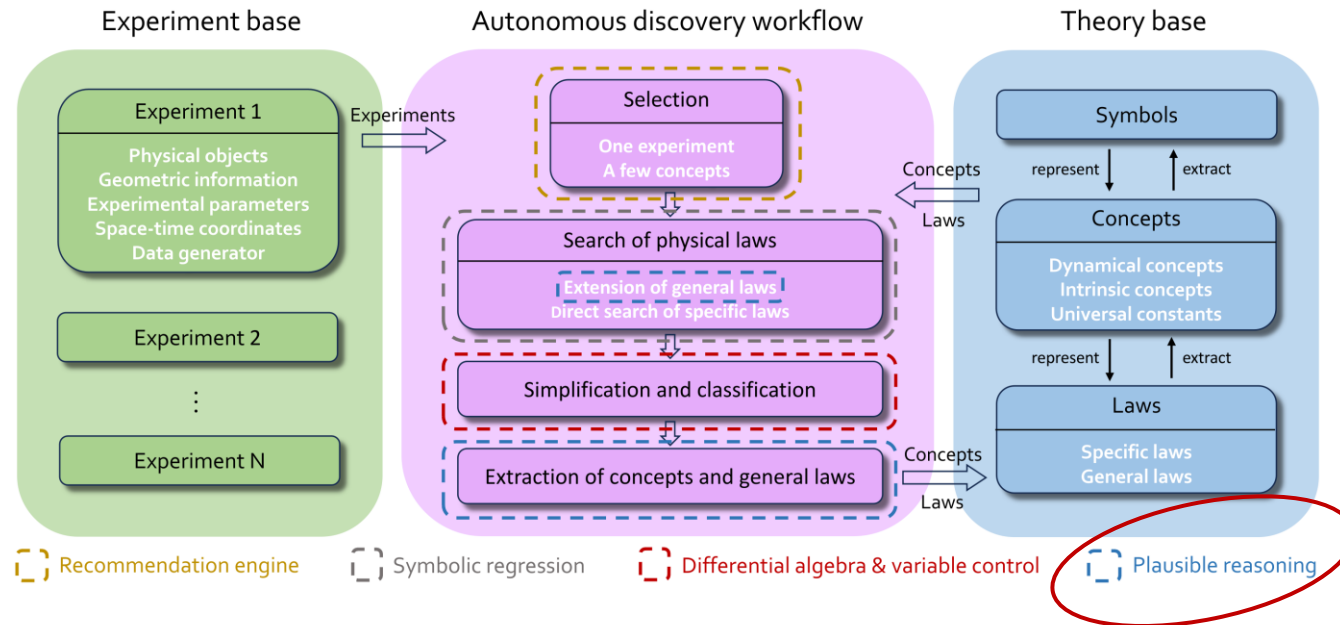 Experiment base
Autonomous discovery workflow
Theory base
Experiment 1
Physical objects
Geometric information
Experimental parameters
Space-time coordinates
Data generator
Experiment 2
⋮
Experiment N
Experiments
Selection
One experiment
A few concepts
Search of physical laws
Extension of general laws
Direct search of specific laws
Simplification and classification
Extraction of concepts and general laws
Concepts
Laws
Concepts
Laws
Symbols
represent
extract
Concepts
Dynamical concepts
Intrinsic concepts
Universal constants
represent
extract
Laws
Specific laws
General laws
Recommendation engine
Symbolic regression
Differential algebra & variable control
Plausible reasoning